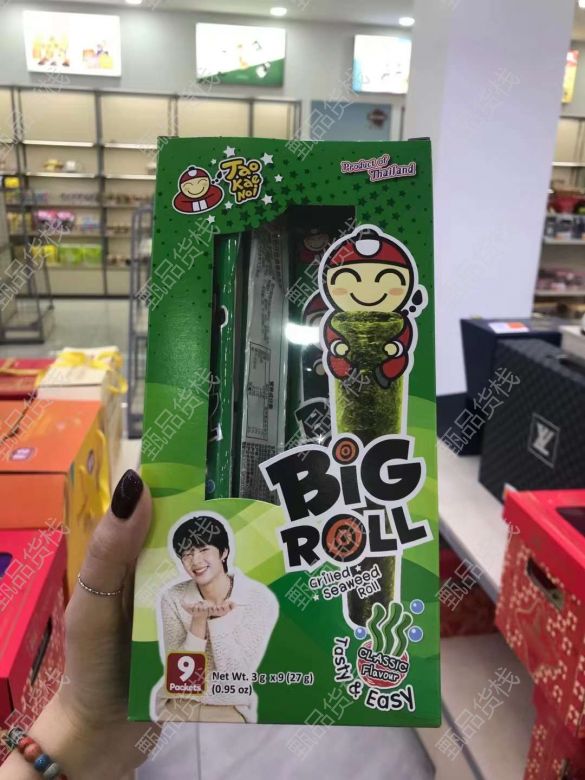 Tao
Kae
Noi
Product of
Thailand
BiG
ROLL
Grilled
Seaweed
Roll
CLASSIC
Flavour
Tasty & Easy
9
Packets
Net Wt. 3 g x 9 (27 g)
(0.95 oz)
甄品货栈